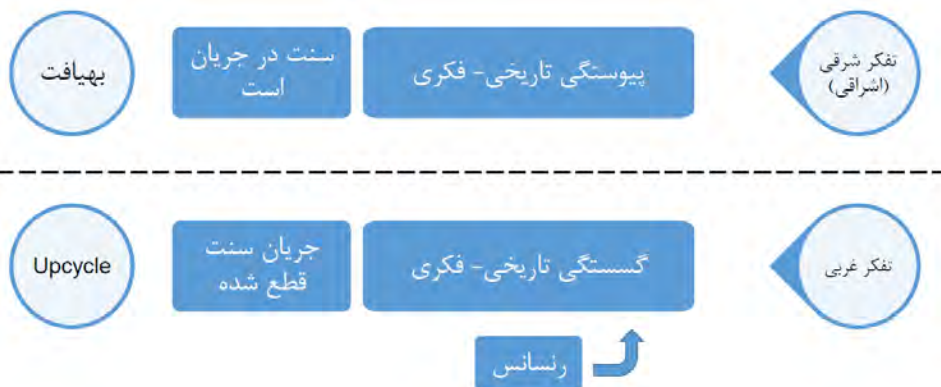 تفکر شرقی
(اشراقی)
پیوستگی تاریخی- فکری
سنت در جریان
است
بهیافت
تفکر غربی
گسستگی تاریخی- فکری
جریان سنت
قطع شده
Upcycle
رنسانس